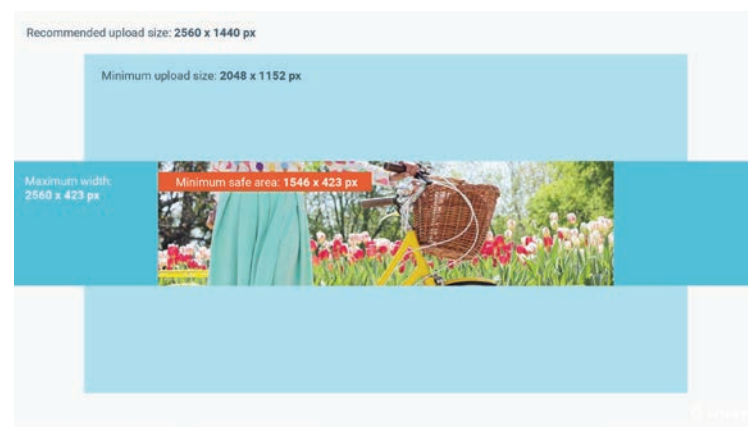 Recommended upload size: 2560 x 1440 px
Minimum upload size: 2048 x 1152 px
Maximum width:
2560 x 423 px
Minimum safe area: 1546 x 423 px